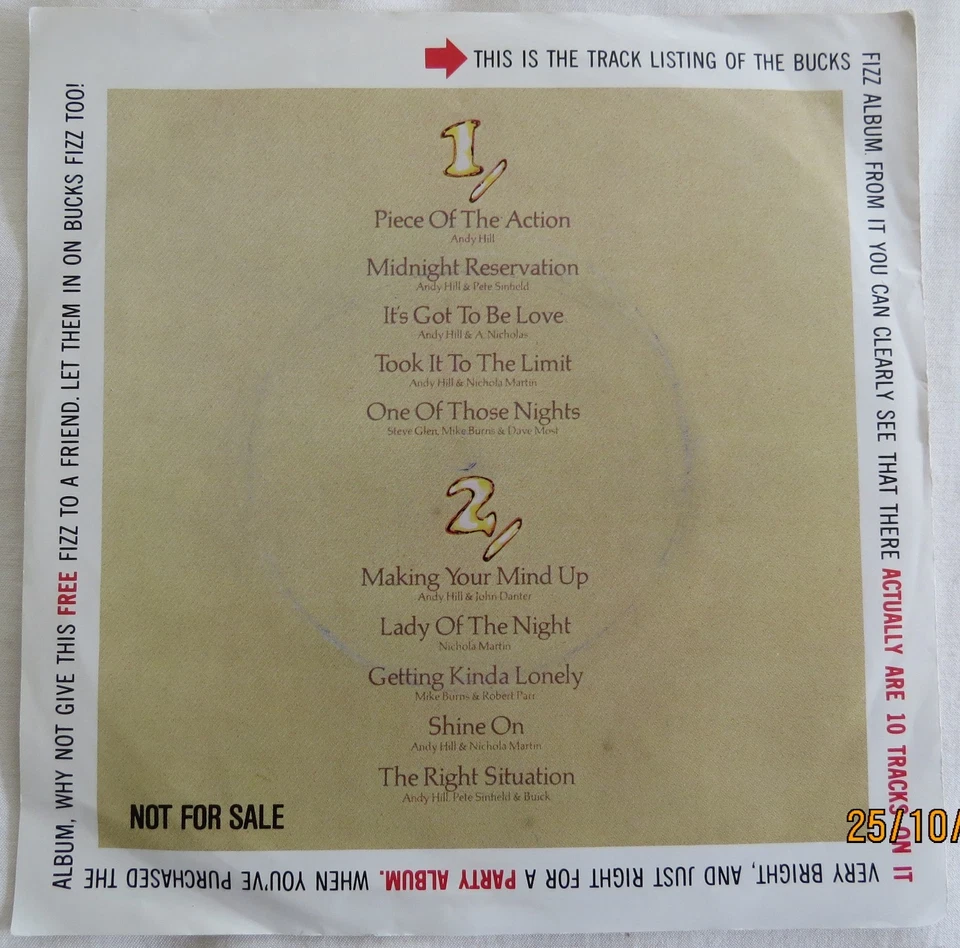 THIS IS THE TRACK LISTING OF THE BUCKS
FIZZ ALBUM. FROM IT YOU CAN CLEARLY SEE THAT THERE ACTUALLY ARE 10 TRACKS ON IT
VERY BRIGHT, AND JUST RIGHT FOR A PARTY ALBUM. WHEN YOU'VE PURCHASED THE
ALBUM, WHY NOT GIVE THIS FREE FIZZ TO A FRIEND. LET THEM IN ON BUCKS FIZZ TOO!
1/
Piece Of The Action
Andy Hill
Midnight Reservation
Andy Hill & Pete Sinfield
It's Got To Be Love
Andy Hill & A. Nicholas
Took It To The Limit
Andy Hill & Nichola Martin
One Of Those Nights
Steve Glen, Mike Burns & Dave Most
2/
Making Your Mind Up
Andy Hill & John Danter
Lady Of The Night
Nichola Martin
Getting Kinda Lonely
Mike Burns & Robert Parr
Shine On
Andy Hill & Nichola Martin
The Right Situation
Andy Hill, Pete Sinfield & Buick
NOT FOR SALE
25/10/